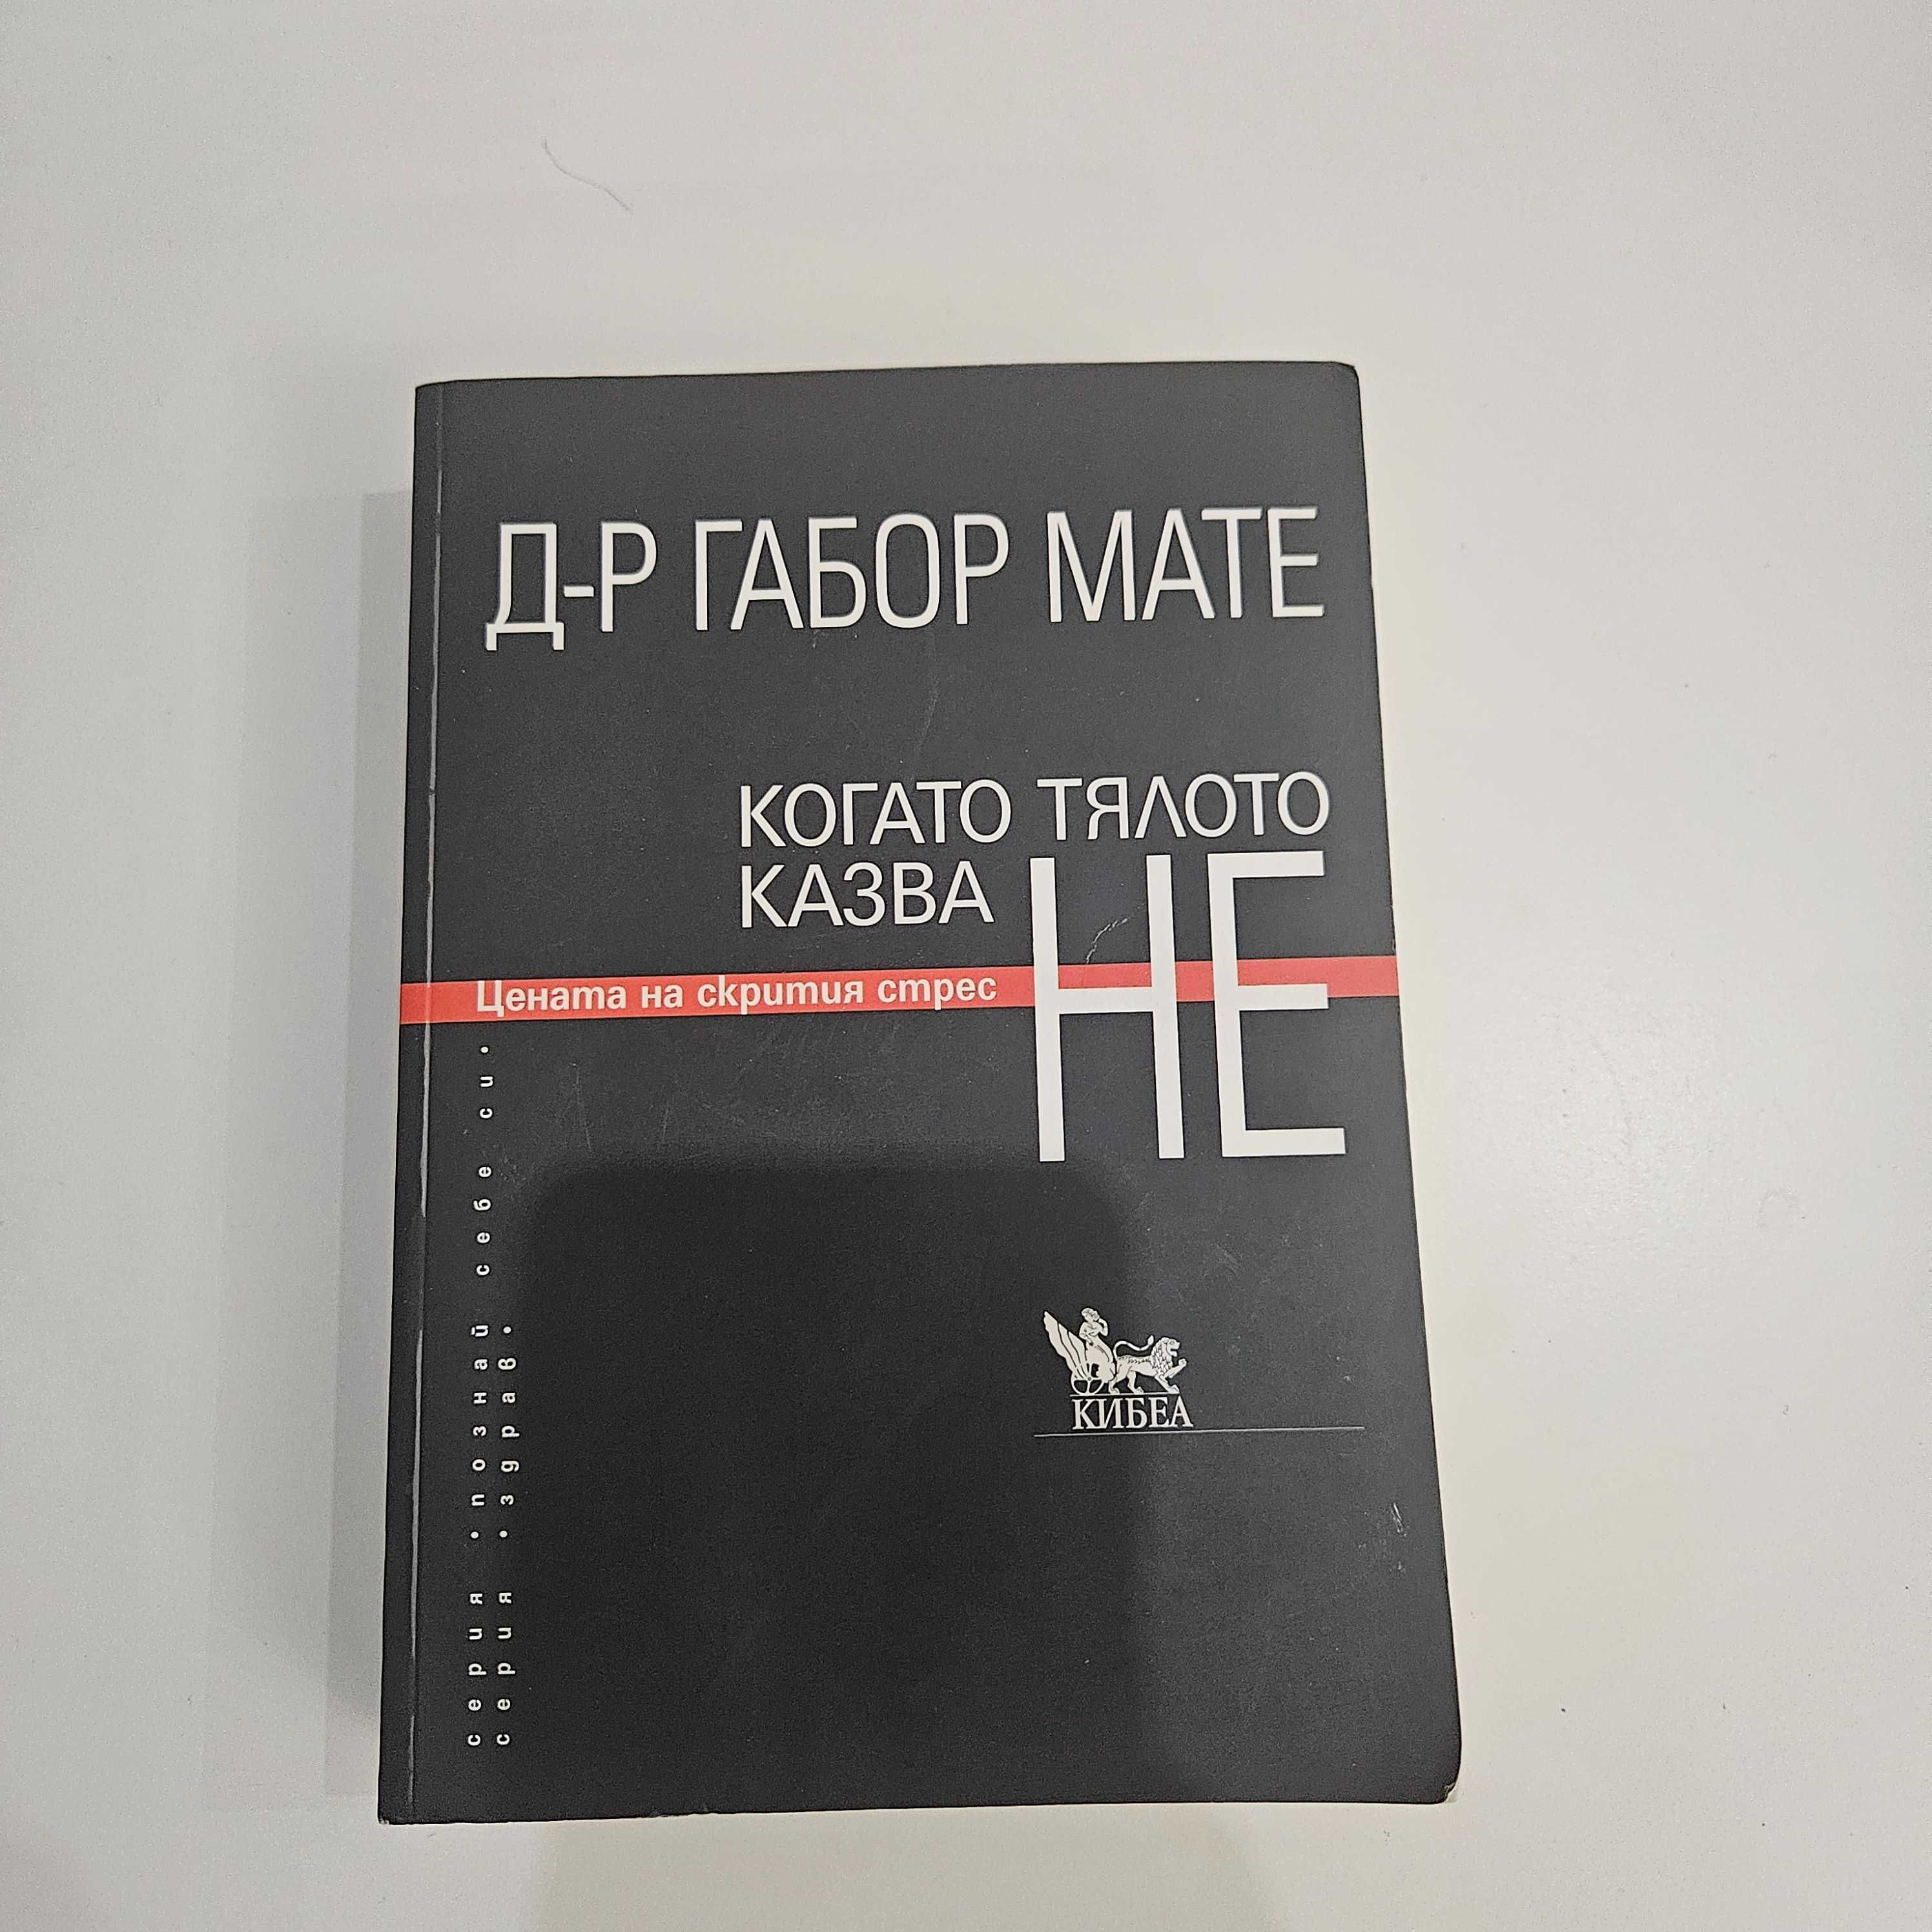 Д-Р ГАБОР МАТЕ
КОГАТО ТЯЛОТО
КАЗВА НЕ
Цената на скрития стрес
серия •познай себе си•
серия •здрав•
КИБЕА